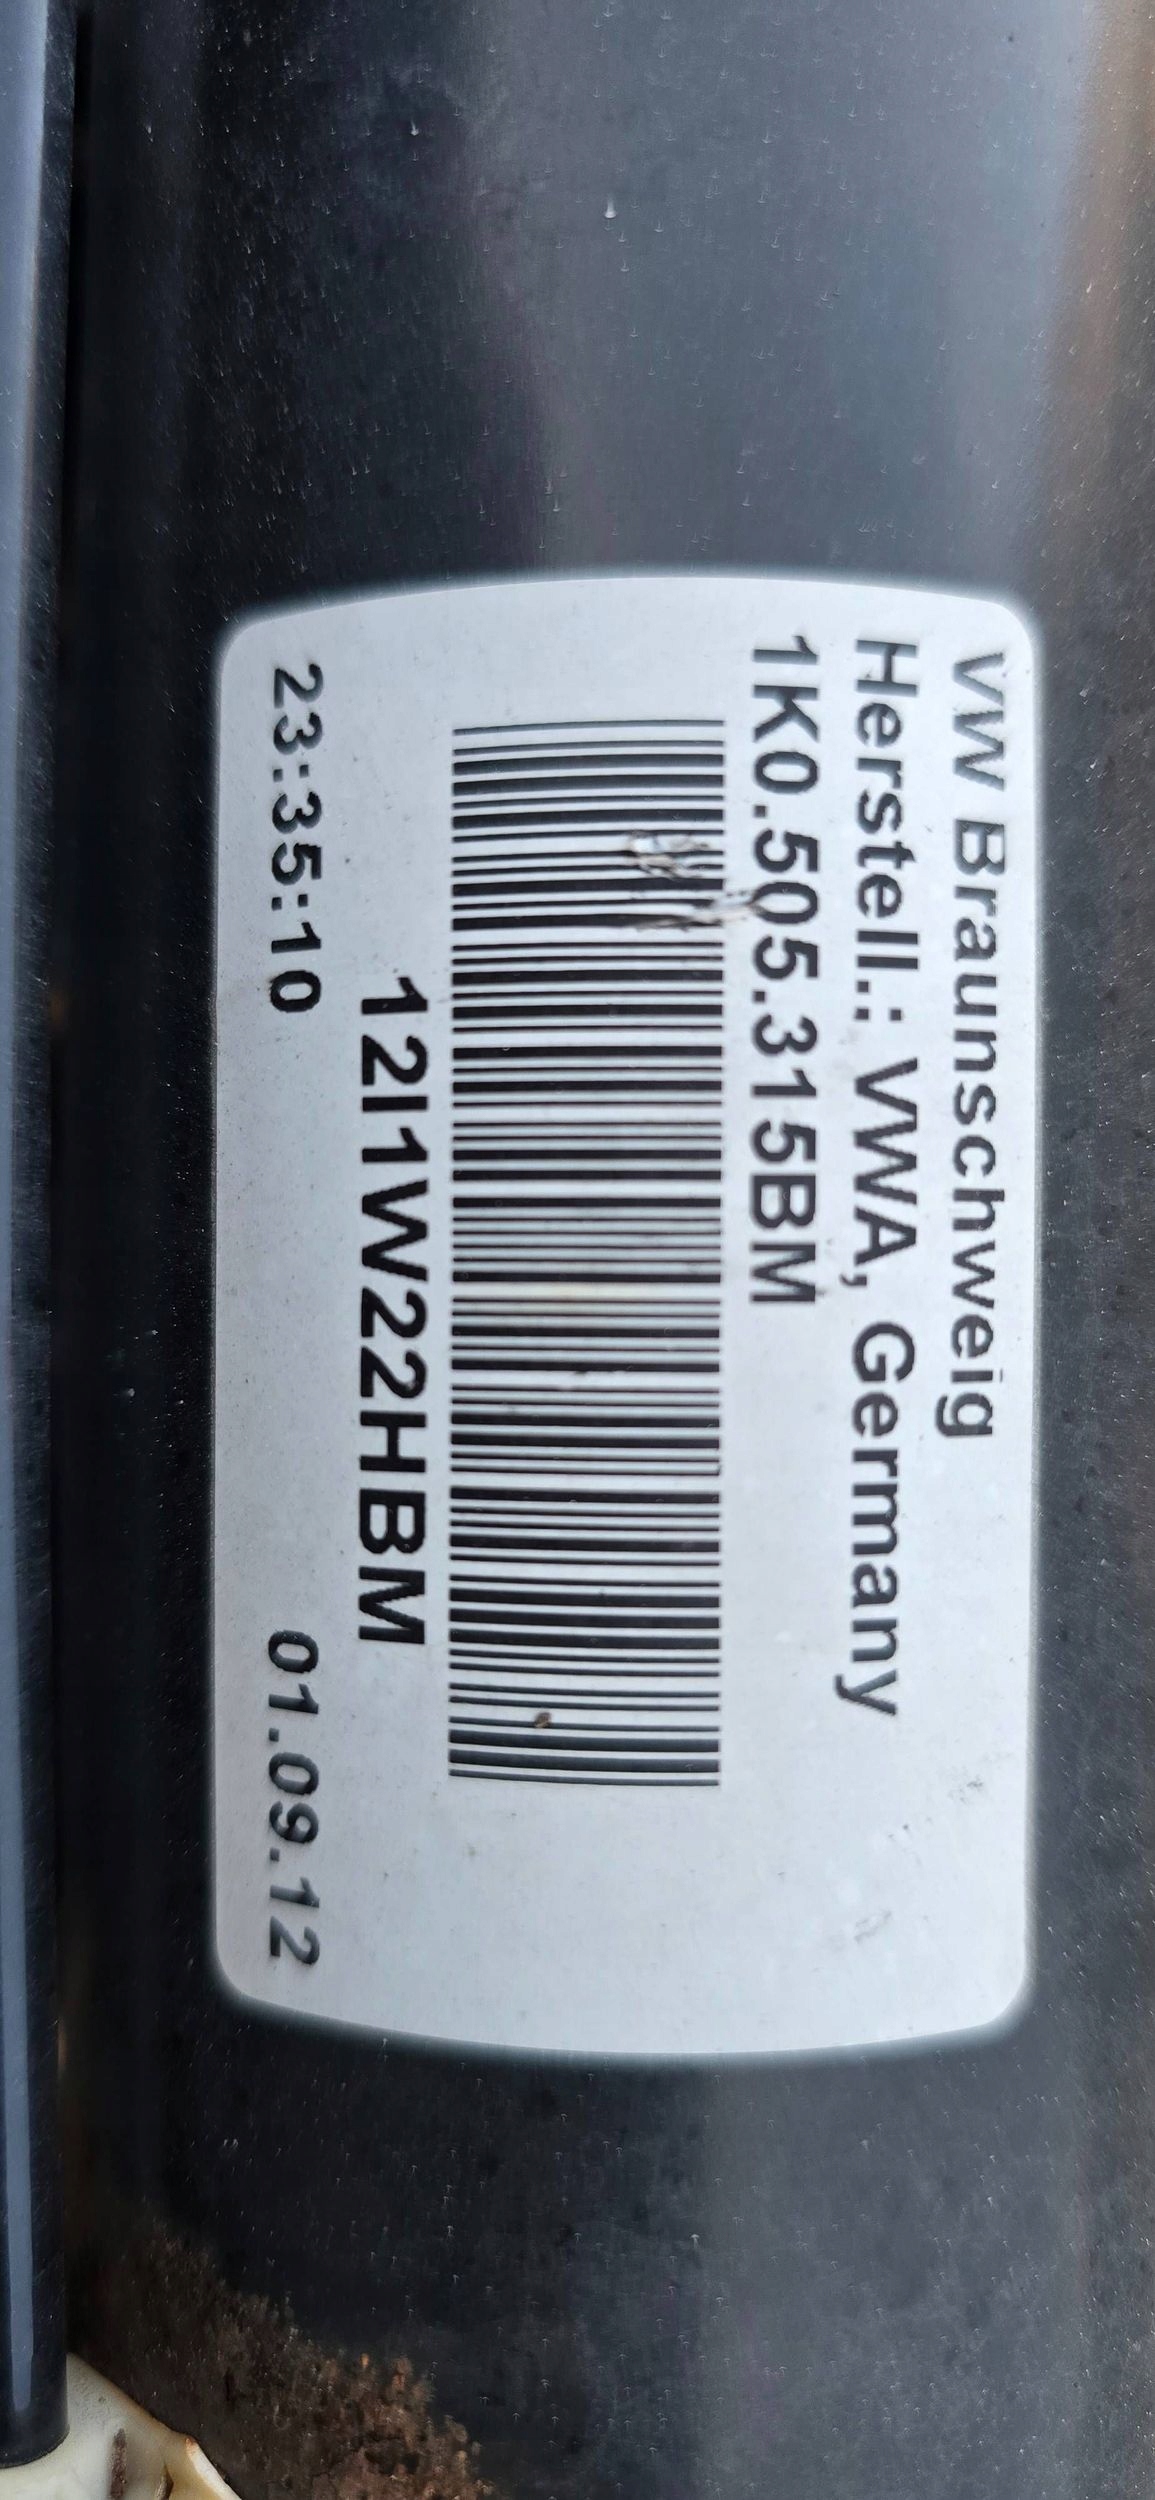 VW Braunschweig
Herstell.: VWA, Germany
1K0.505.315BM
12I1W22HBM
23:35:10 01.09.12